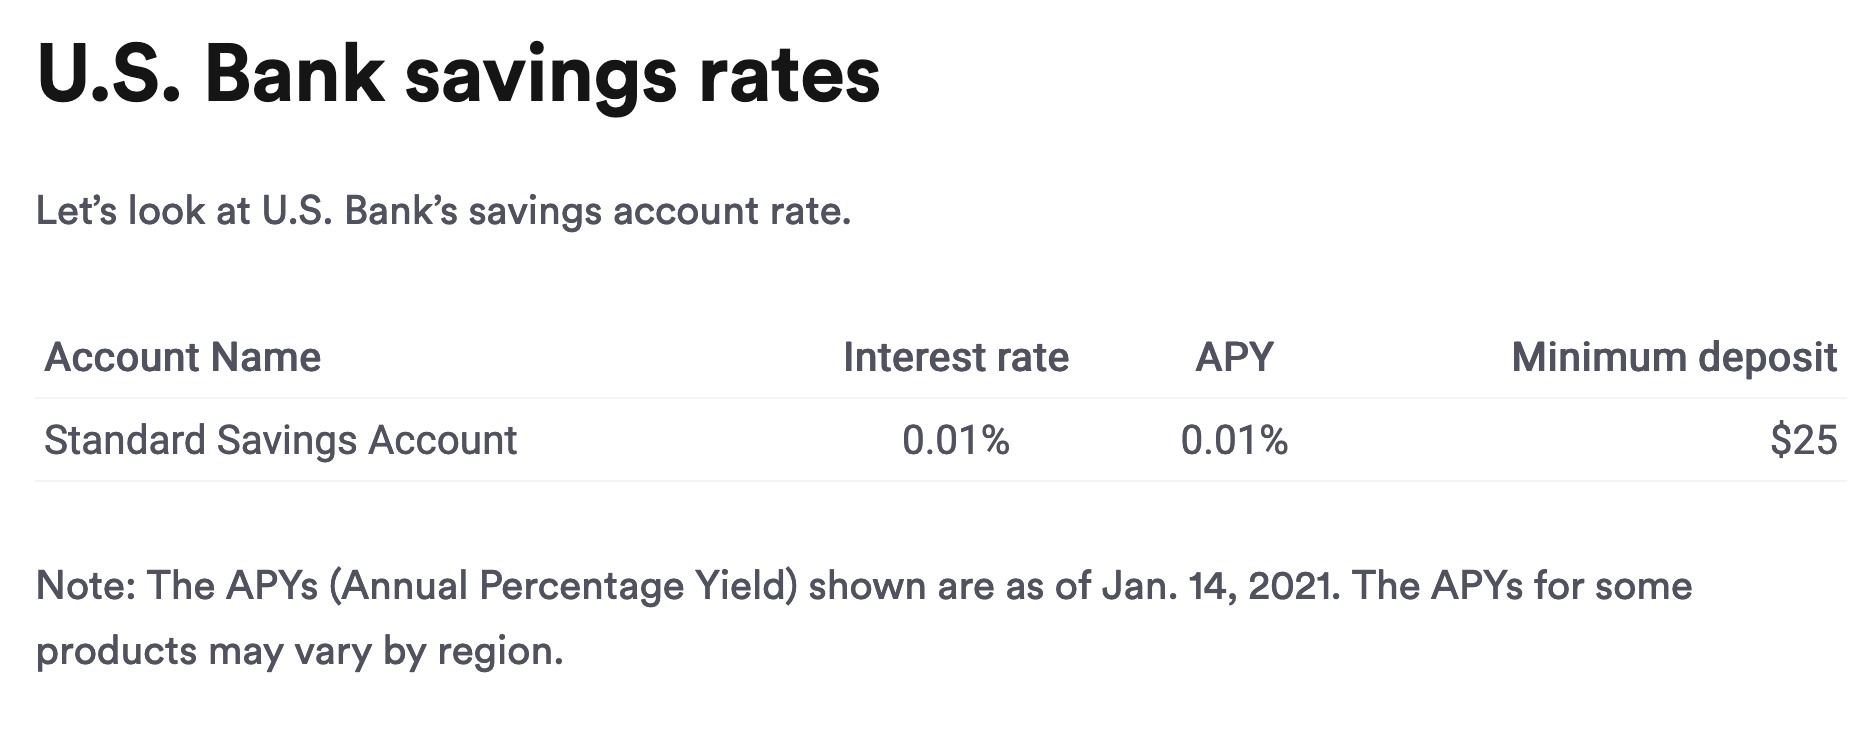 U.S. Bank savings rates
Let’s look at U.S. Bank’s savings account rate.
Account Name Interest rate APY Minimum deposit
Standard Savings Account 0.01% 0.01% $25
Note: The APYs (Annual Percentage Yield) shown are as of Jan. 14, 2021. The APYs for some
products may vary by region.